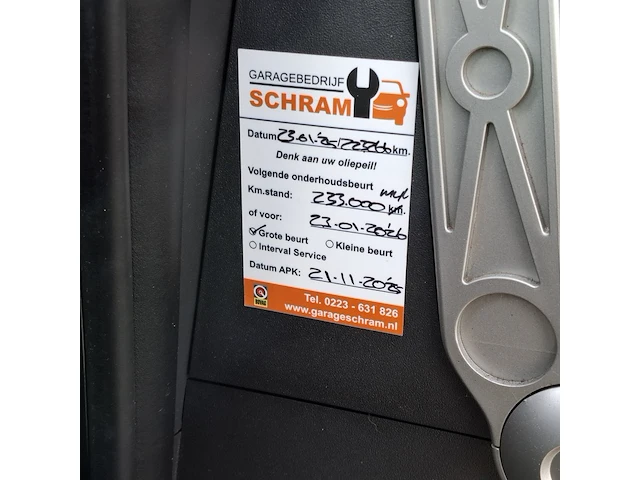 GARAGEBEDRIJF
SCHRAM
Datum 23-01-'25 km.
Denk aan uw oliepeil!
Volgende onderhoudsbeurt
Km.stand: 233.000 km.
of voor: 23-01-2026
Grote beurt Kleine beurt
Interval Service
Datum APK: 21-11-2025
Tel. 0223 - 631 826
www.garageschram.nl
BOVAG